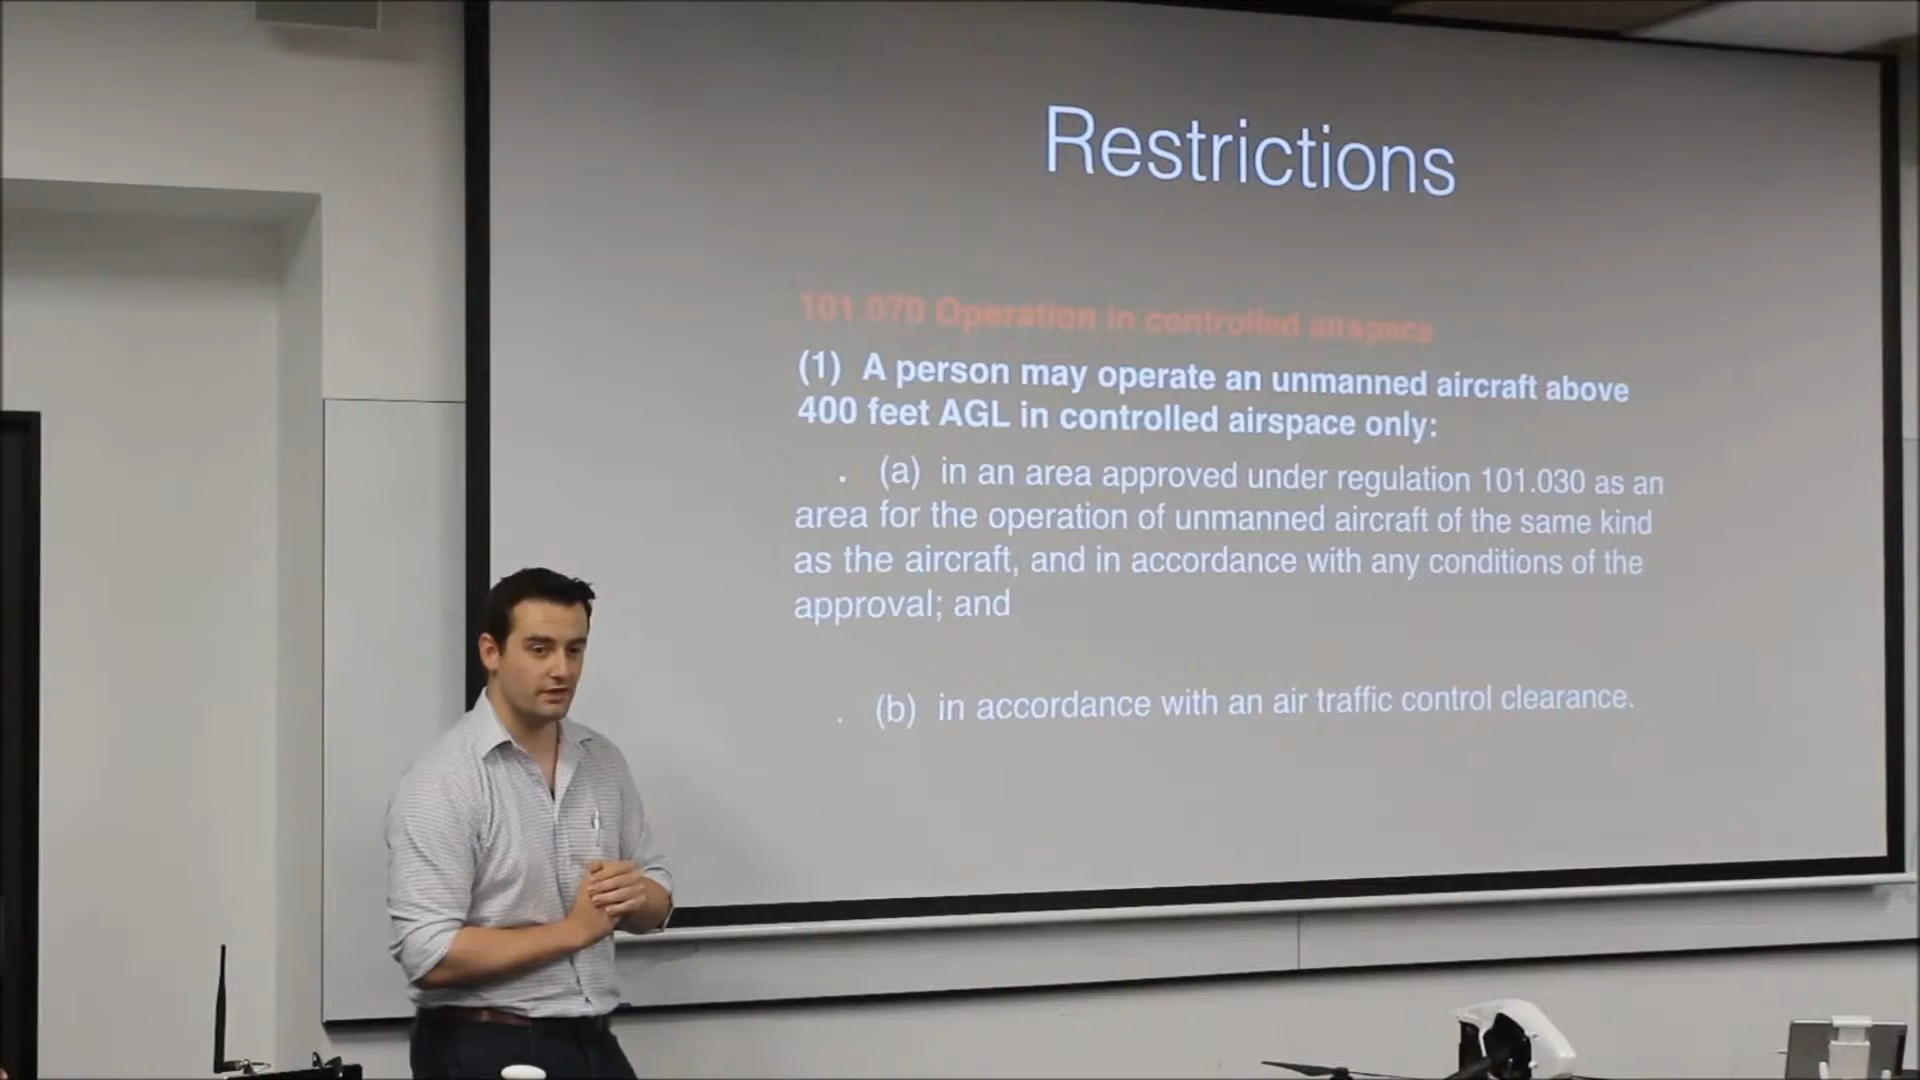 Restrictions
101.070 Operation in controlled airspace
(1) A person may operate an unmanned aircraft above
400 feet AGL in controlled airspace only:
. (a) in an area approved under regulation 101.030 as an
area for the operation of unmanned aircraft of the same kind
as the aircraft, and in accordance with any conditions of the
approval; and
. (b) in accordance with an air traffic control clearance.